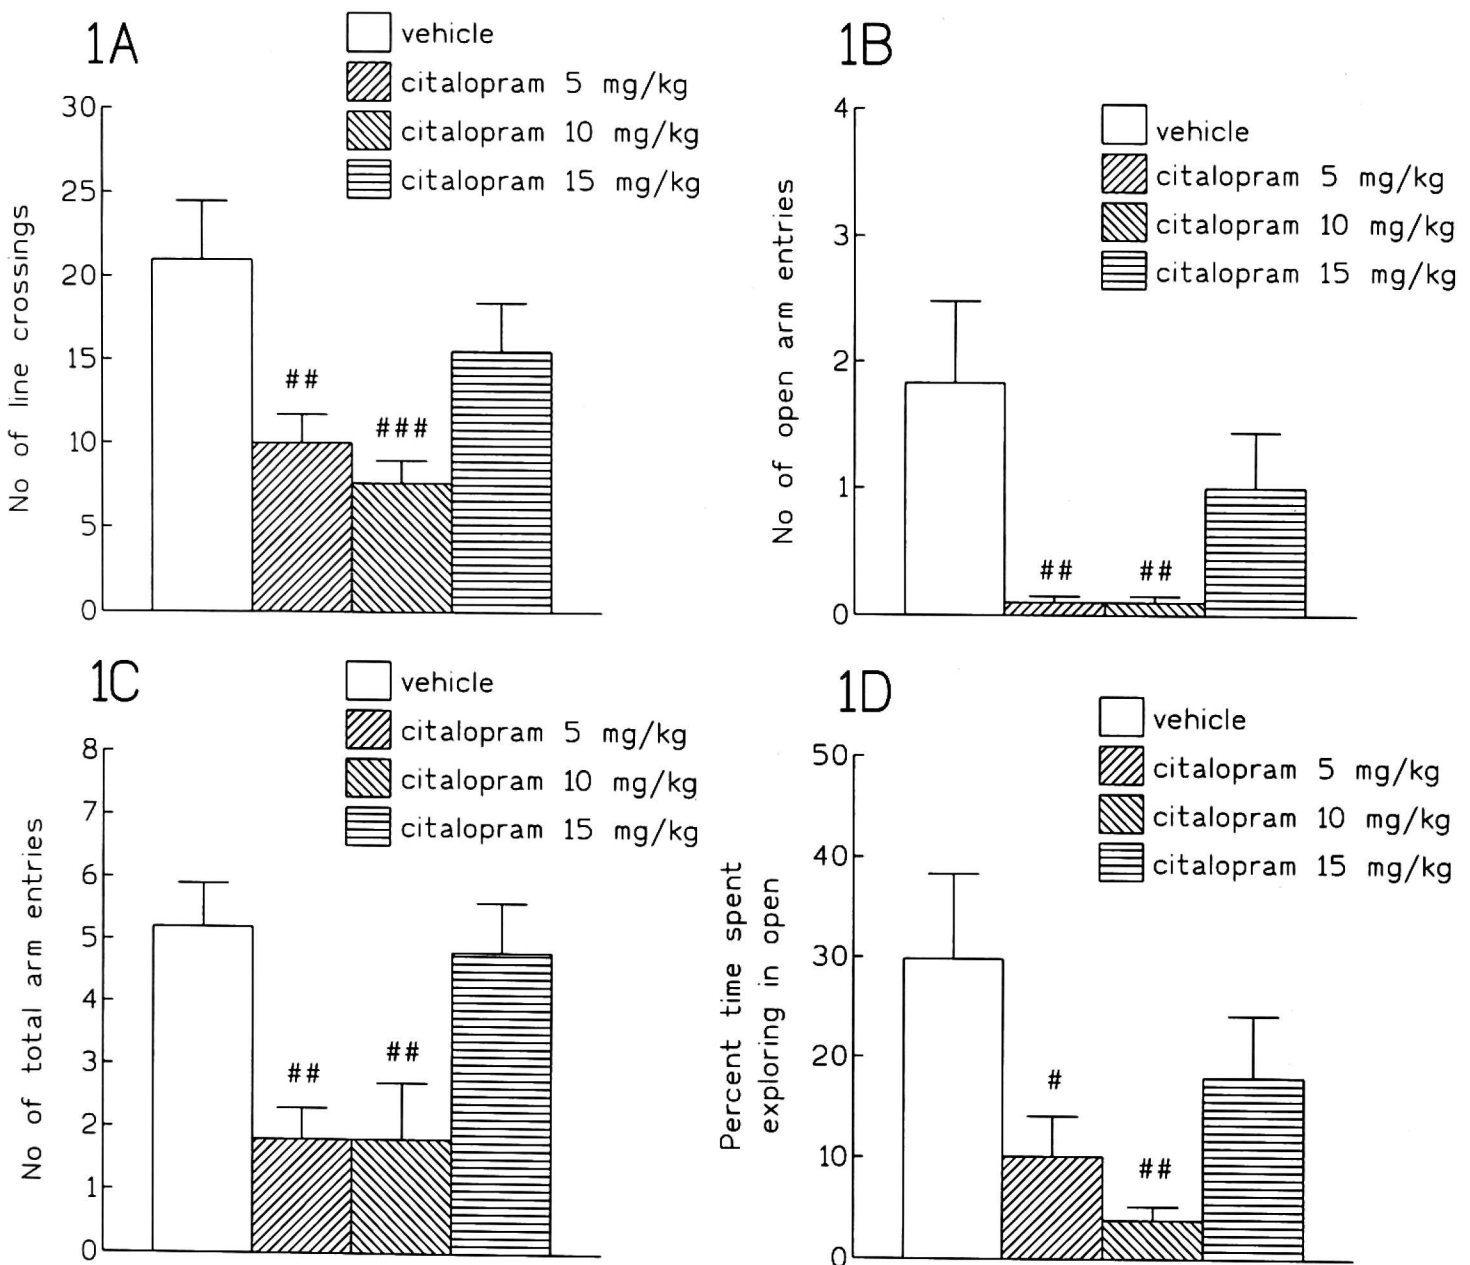 1A
vehicle
citalopram 5 mg/kg
citalopram 10 mg/kg
citalopram 15 mg/kg
30
25
20
15
10
5
0
No of line crossings
##
###
1B
vehicle
citalopram 5 mg/kg
citalopram 10 mg/kg
citalopram 15 mg/kg
4
3
2
1
0
No of open arm entries
##
##
1C
vehicle
citalopram 5 mg/kg
citalopram 10 mg/kg
citalopram 15 mg/kg
8
7
6
5
4
3
2
1
0
No of total arm entries
##
##
1D
vehicle
citalopram 5 mg/kg
citalopram 10 mg/kg
citalopram 15 mg/kg
50
40
30
20
10
0
Percent time spent
exploring in open
#
##